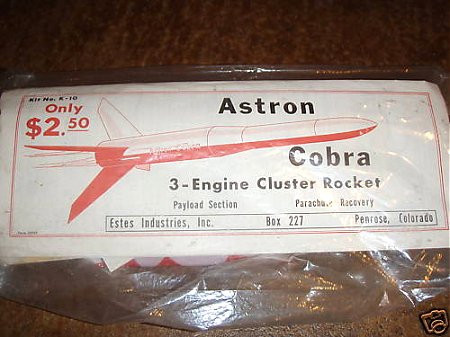 Kit No. K-10
Only
$2.50
Astron
Cobra
3-Engine Cluster Rocket
Payload Section Parachute Recovery
Estes Industries, Inc. Box 227 Penrose, Colorado